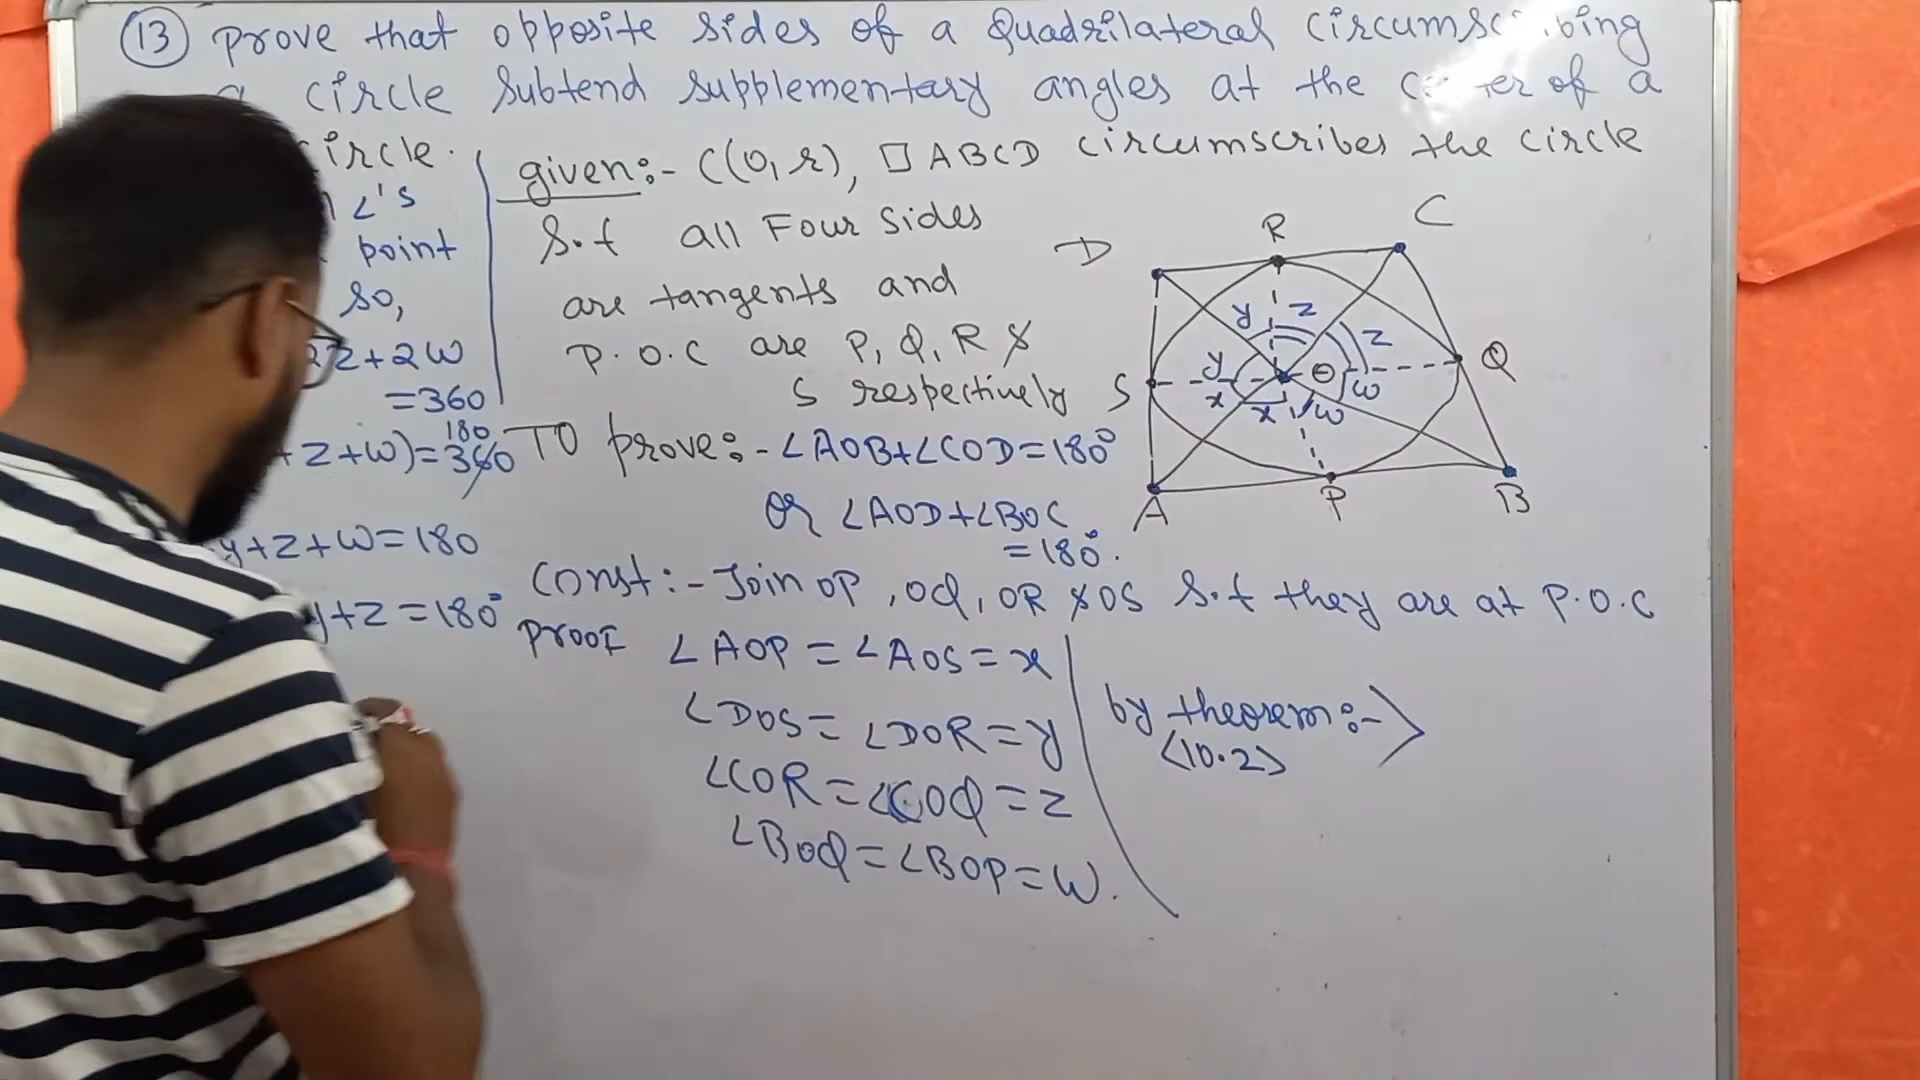 13 prove that opposite sides of a Quadrilateral circumsc bing
circle subtend supplementary angles at the c ter of a
ircle.
given:- C(O,r), □ABCD circumscribes the circle
S.t all Four sides
are tangents and
P.O.C are P, Q, R &
S respectively
TO prove:- ∠AOB+∠COD=180°
or ∠AOD+∠BOC
=180°.
Const:- Join OP, OQ, OR & OS S.t they are at P.O.C
proof ∠AOP = ∠AOS = x
∠DOS = ∠DOR = y
∠COR = ∠COQ = z
∠BOQ = ∠BOP = w.
by theorem:-
<10.2>
∠'s
point
so,
2z+2w
=360
180
+z+w)=360
y+z+w=180
y+z=180°
D R C
y z
z
S y O Q
x x w w
A P B